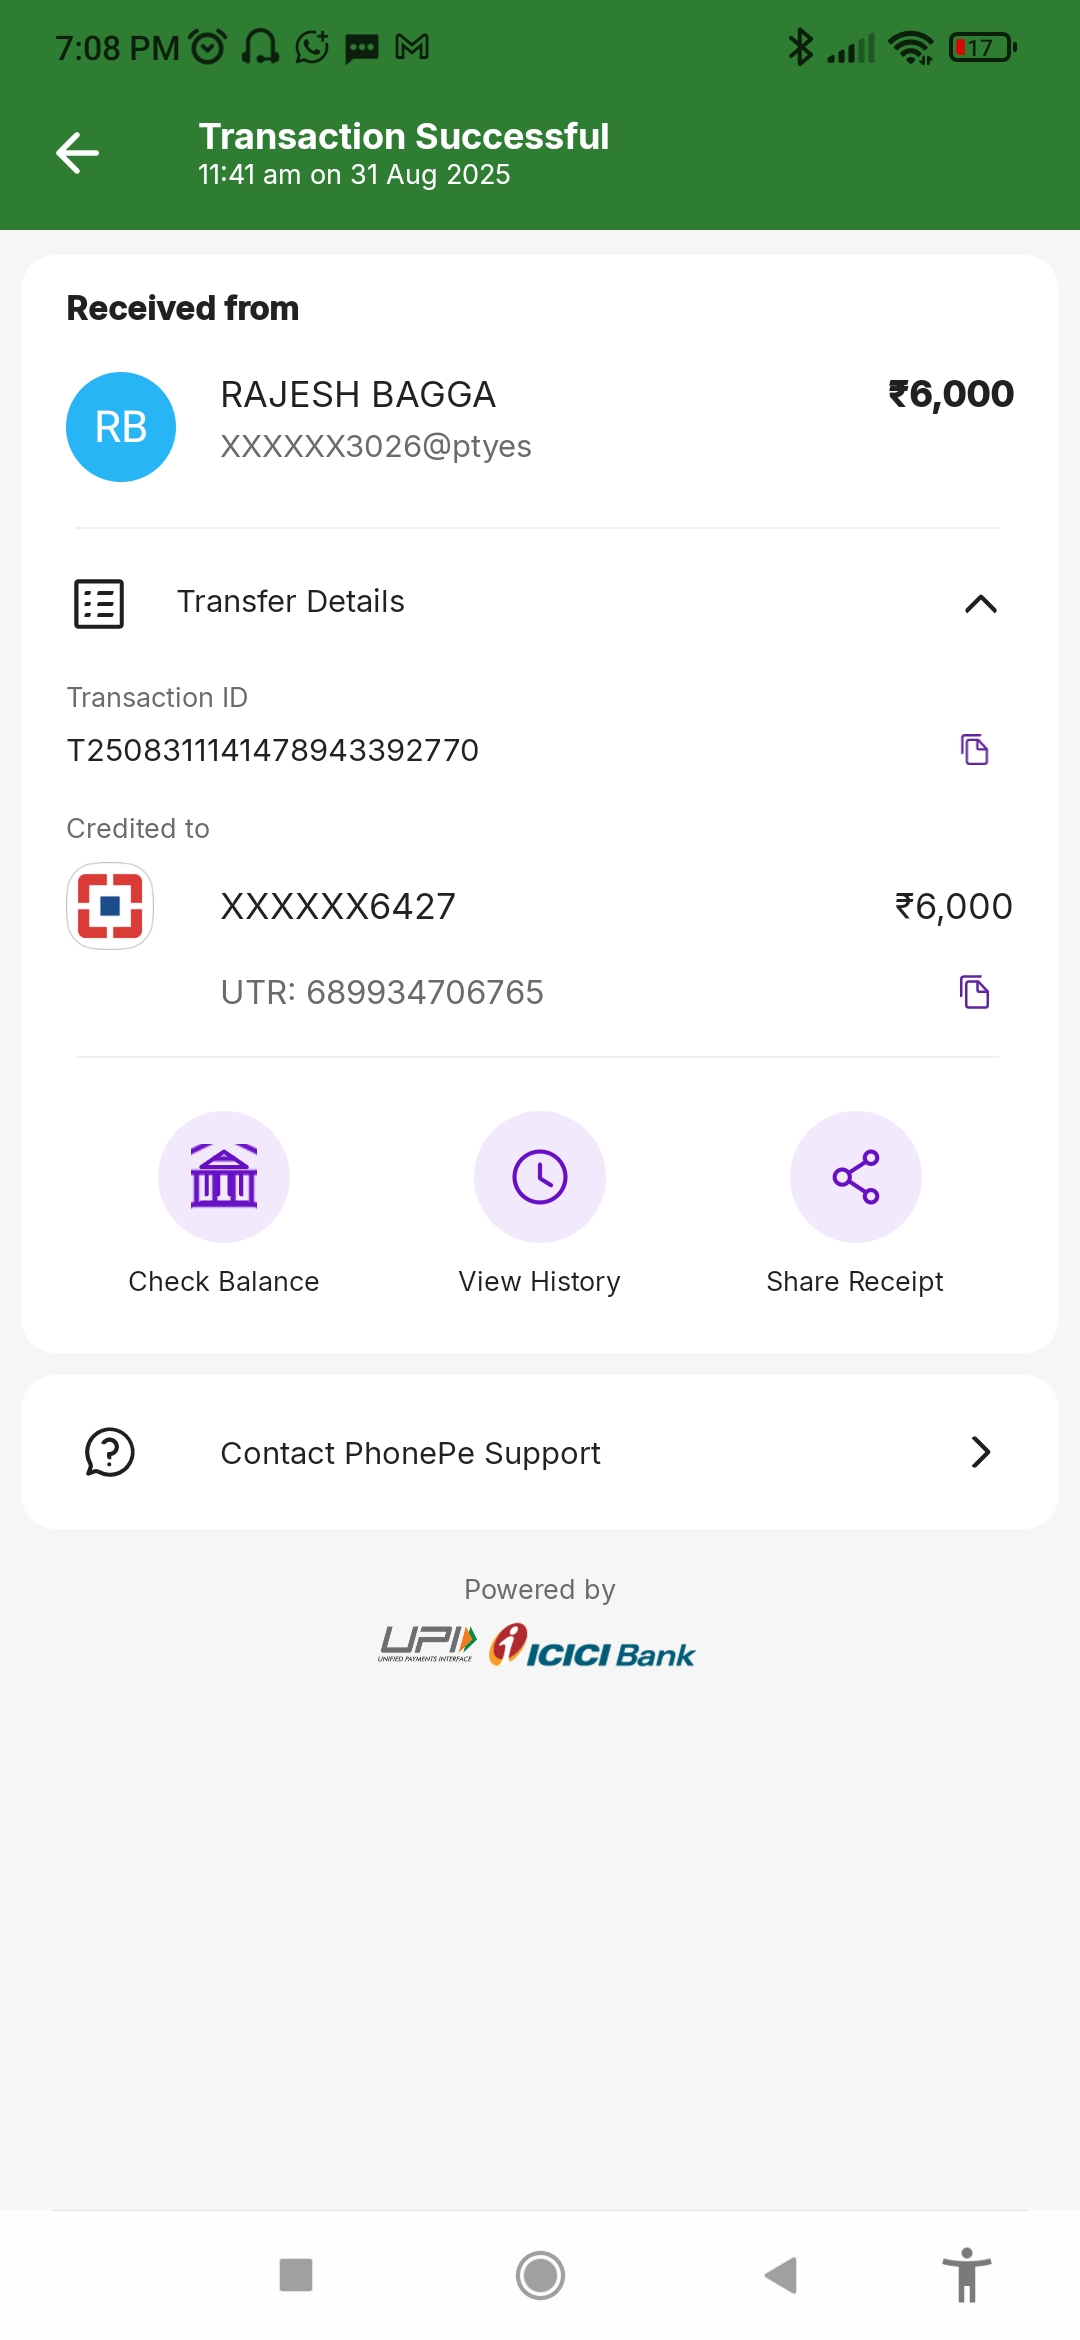 7:08 PM
17
Transaction Successful
11:41 am on 31 Aug 2025
Received from
RB
RAJESH BAGGA
₹6,000
XXXXXX3026@ptyes
Transfer Details
Transaction ID
T2508311141478943392770
Credited to
XXXXXX6427
₹6,000
UTR: 689934706765
Check Balance
View History
Share Receipt
Contact PhonePe Support
Powered by
UPI
UNIFIED PAYMENTS INTERFACE
ICICI Bank